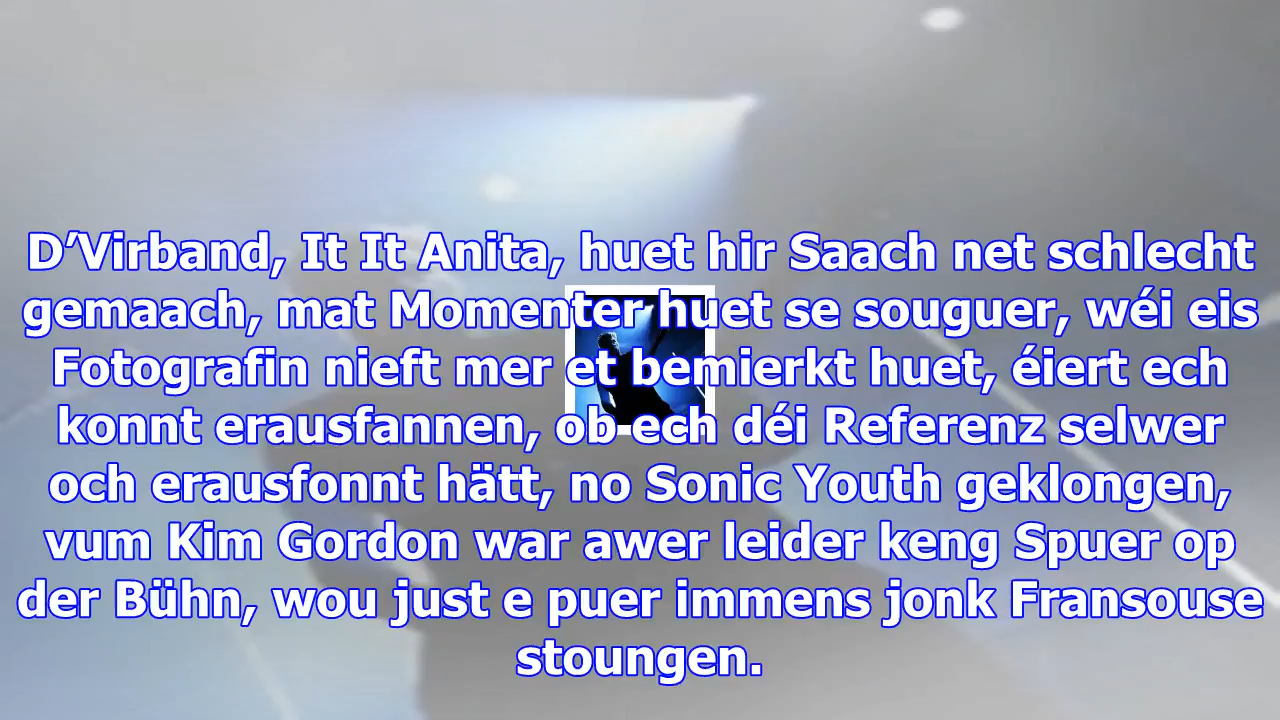 D’Virband, It It Anita, huet hir Saach net schlecht
gemaach, mat Momenter huet se souguer, wéi eis
Fotografin nieft mer et bemierkt huet, éiert ech
konnt erausfannen, ob ech déi Referenz selwer
och erausfonnt hätt, no Sonic Youth geklongen,
vum Kim Gordon war awer leider keng Spuer op
der Bühn, wou just e puer immens jonk Fransouse
stoungen.